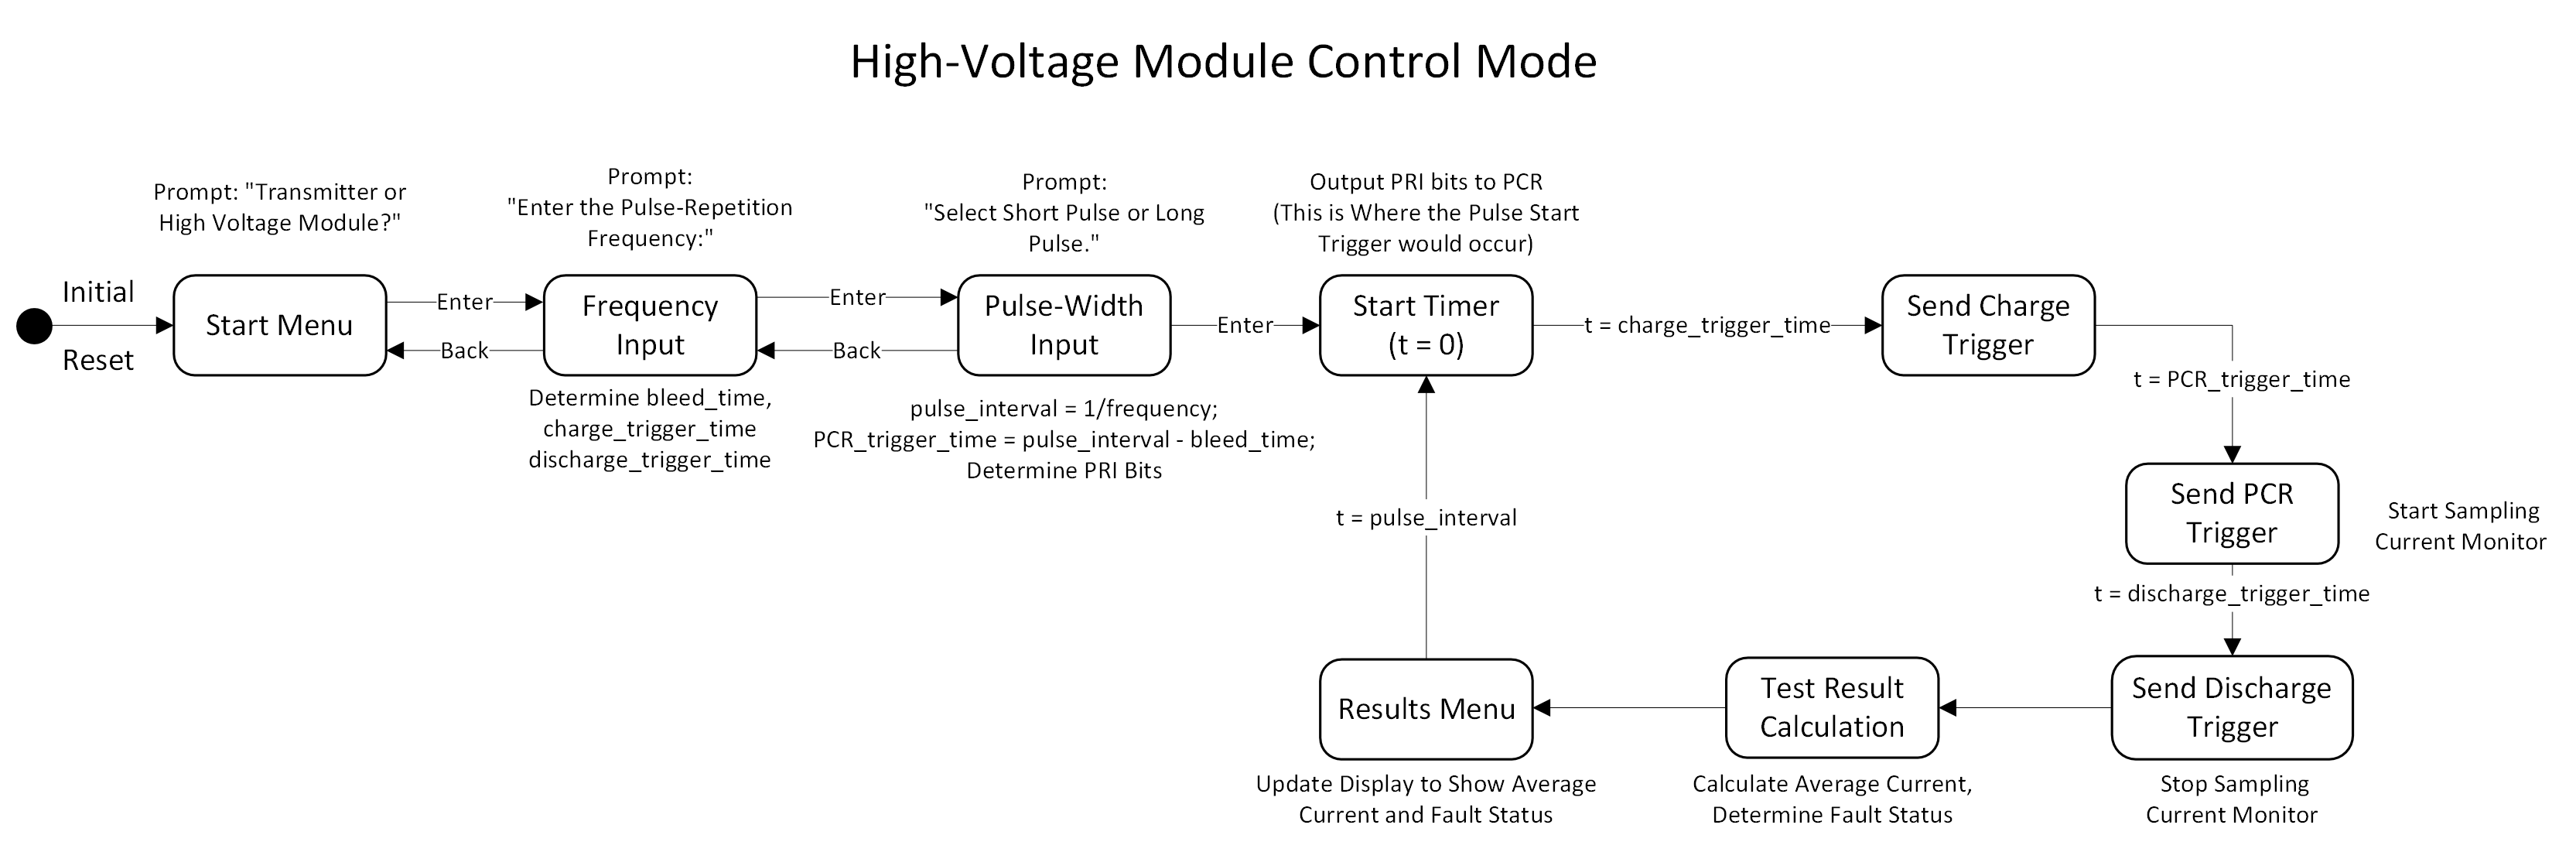 High-Voltage Module Control Mode
Prompt: "Transmitter or
High Voltage Module?"
Prompt:
"Enter the Pulse-Repetition
Frequency:"
Prompt:
"Select Short Pulse or Long
Pulse."
Output PRI bits to PCR
(This is Where the Pulse Start
Trigger would occur)
Initial
Reset
Start Menu
Enter
Back
Frequency
Input
Enter
Back
Pulse-Width
Input
Enter
Start Timer
(t = 0)
t = charge_trigger_time
Send Charge
Trigger
Determine bleed_time,
charge_trigger_time
discharge_trigger_time
pulse_interval = 1/frequency;
PCR_trigger_time = pulse_interval - bleed_time;
Determine PRI Bits
t = PCR_trigger_time
Send PCR
Trigger
Start Sampling
Current Monitor
t = discharge_trigger_time
Send Discharge
Trigger
Stop Sampling
Current Monitor
Test Result
Calculation
Calculate Average Current,
Determine Fault Status
Results Menu
Update Display to Show Average
Current and Fault Status
t = pulse_interval